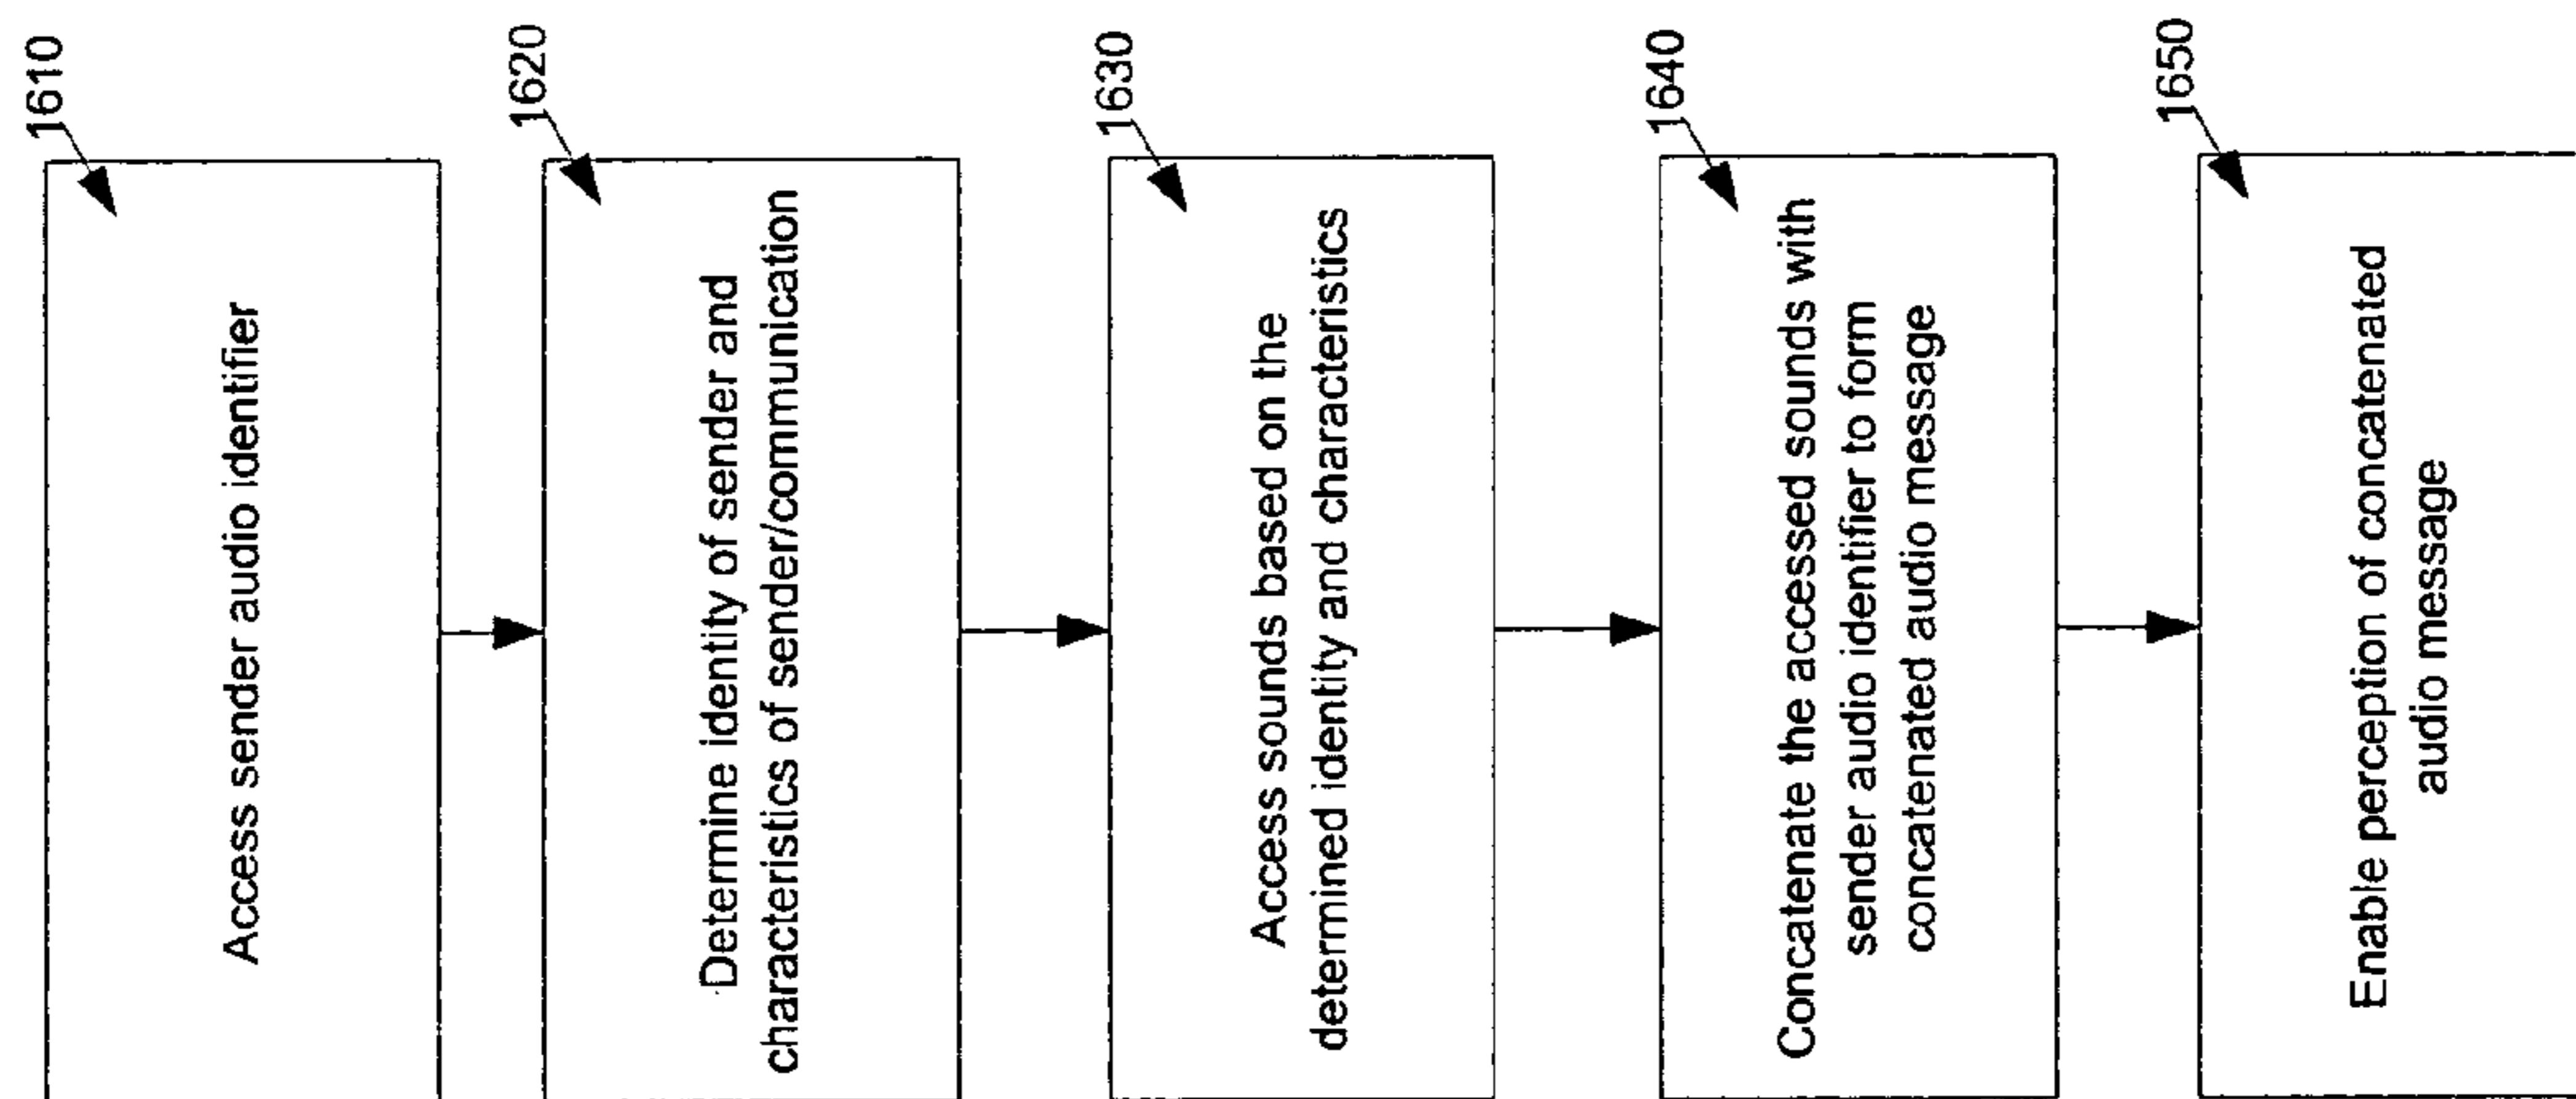 1610
Access sender audio identifier
1620
Determine identity of sender and
characteristics of sender/communication
1630
Access sounds based on the
determined identity and characteristics
1640
Concatenate the accessed sounds with
sender audio identifier to form
concatenated audio message
1650
Enable perception of concatenated
audio message